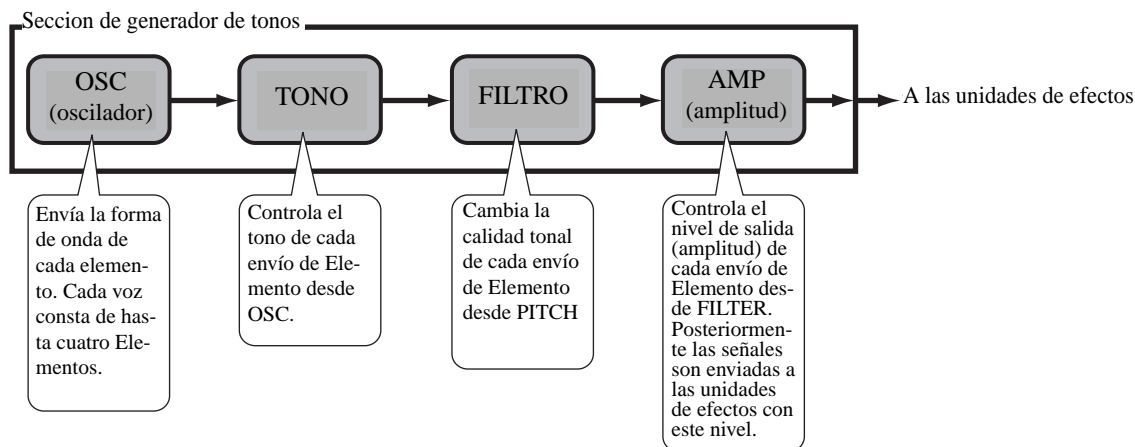 Seccion de generador de tonos
OSC
(oscilador)
TONO
FILTRO
AMP
(amplitud)
A las unidades de efectos
Envía la forma
de onda de
cada elemen-
to. Cada voz
consta de has-
ta cuatro Ele-
mentos.
Controla el
tono de cada
envío de Ele-
mento desde
OSC.
Cambia la
calidad tonal
de cada envío
de Elemento
desde PITCH
Controla el
nivel de salida
(amplitud) de
cada envío de
Elemento des-
de FILTER.
Posteriormen-
te las señales
son enviadas a
las unidades
de efectos con
este nivel.